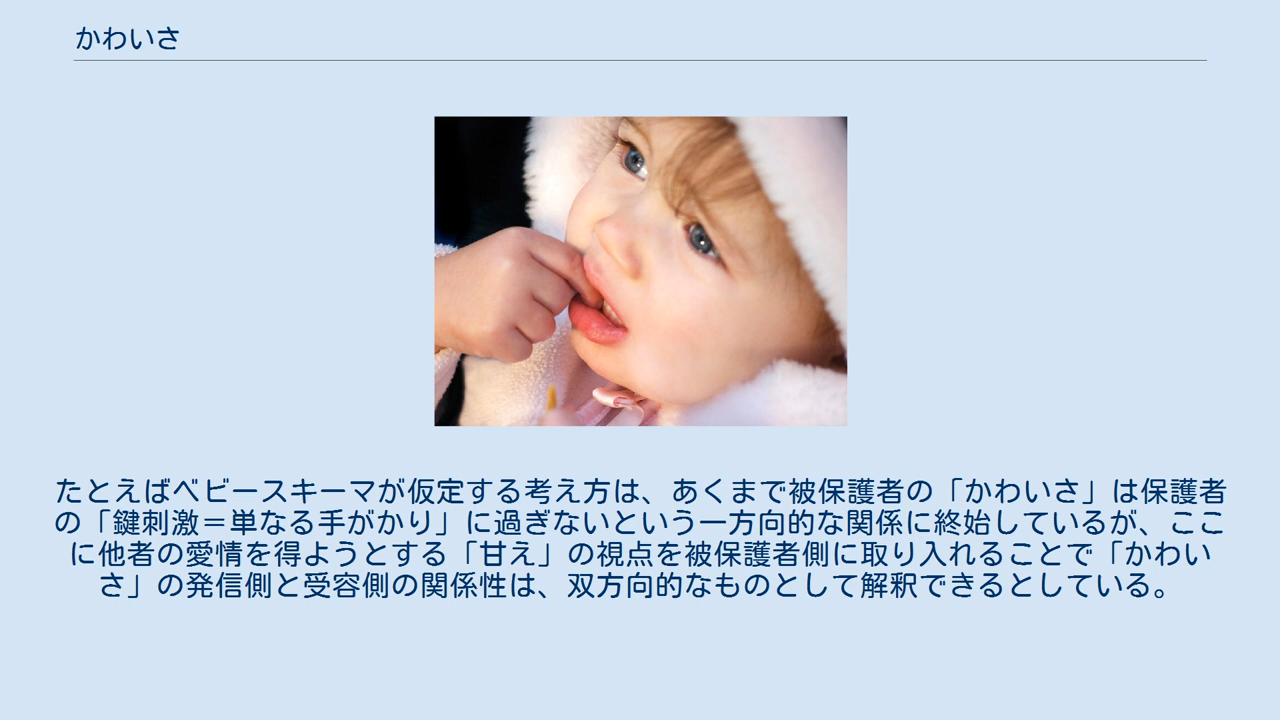 かわいさ
たとえばベビースキーマが仮定する考え方は、あくまで被保護者の「かわいさ」は保護者
の「鍵刺激＝単なる手がかり」に過ぎないという一方向的な関係に終始しているが、ここ
に他者の愛情を得ようとする「甘え」の視点を被保護者側に取り入れることで「かわい
さ」の発信側と受容側の関係性は、双方向的なものとして解釈できるとしている。